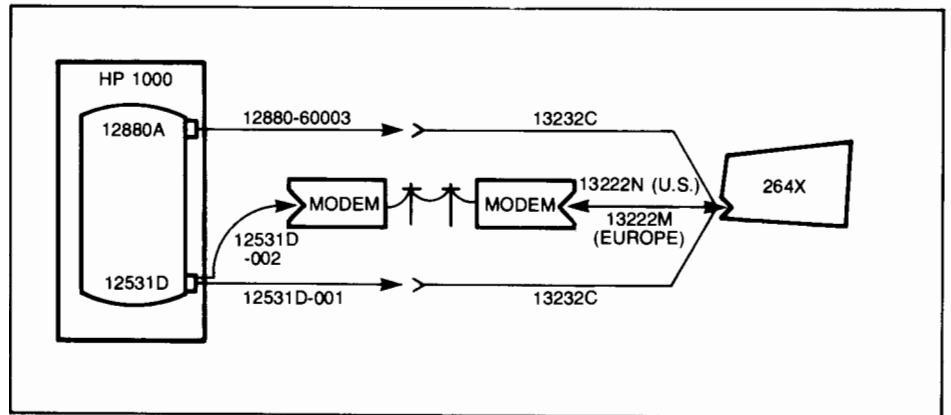 HP 1000
12880A
12880-60003
13232C
MODEM
MODEM
13222N (U.S.)
13222M
(EUROPE)
264X
12531D
-002
12531D
12531D-001
13232C